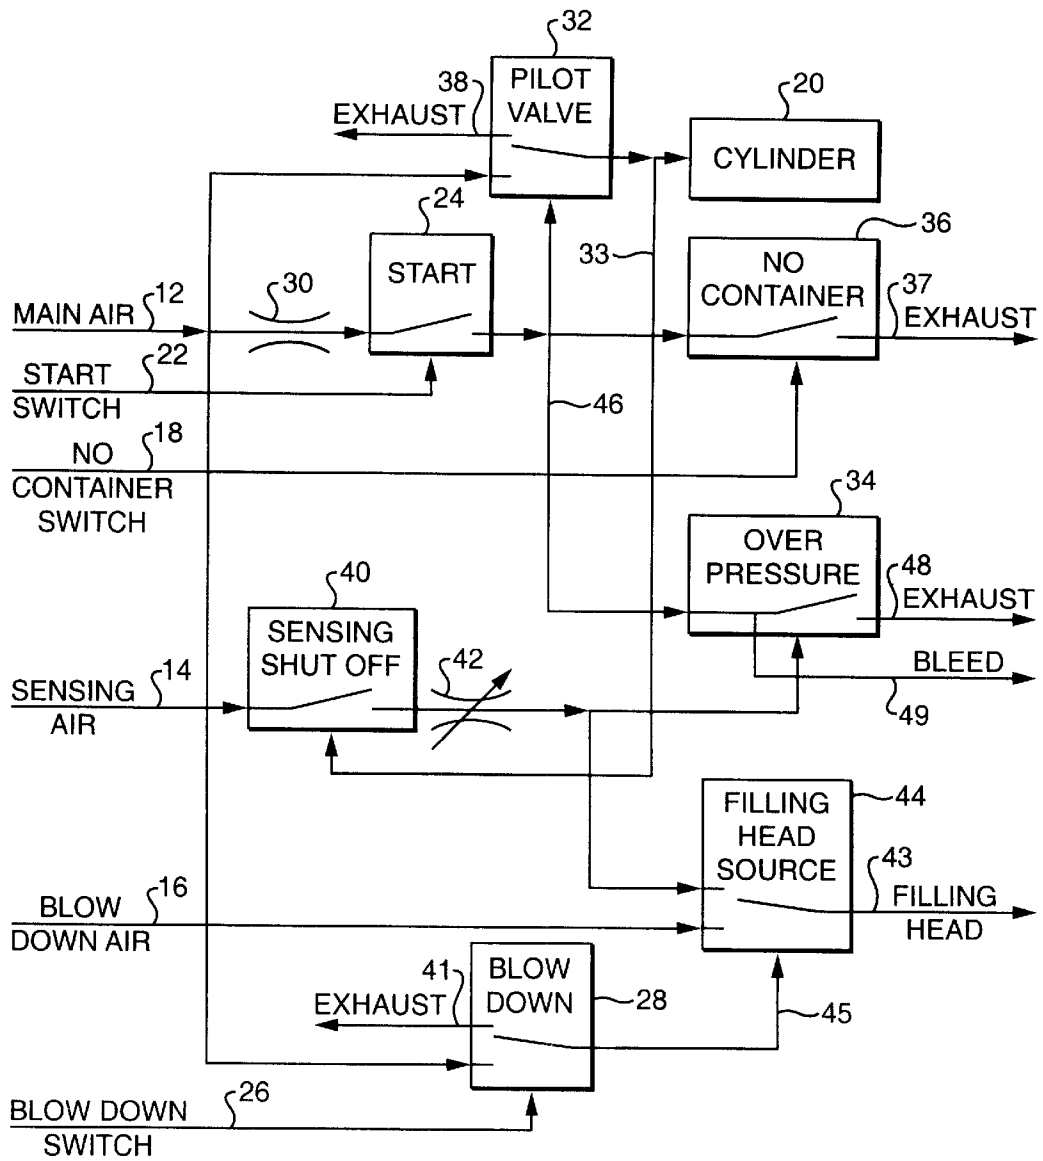 32
PILOT
VALVE
38
EXHAUST
20
CYLINDER
24
START
36
NO
CONTAINER
33
37
EXHAUST
30
MAIN AIR
12
START
SWITCH
22
46
NO
CONTAINER
SWITCH
18
34
OVER
PRESSURE
48
EXHAUST
BLEED
49
40
SENSING
SHUT OFF
42
SENSING
AIR
14
FILLING
HEAD
SOURCE
44
43
FILLING
HEAD
BLOW
DOWN AIR
16
41
EXHAUST
BLOW
DOWN
28
45
BLOW DOWN
SWITCH
26